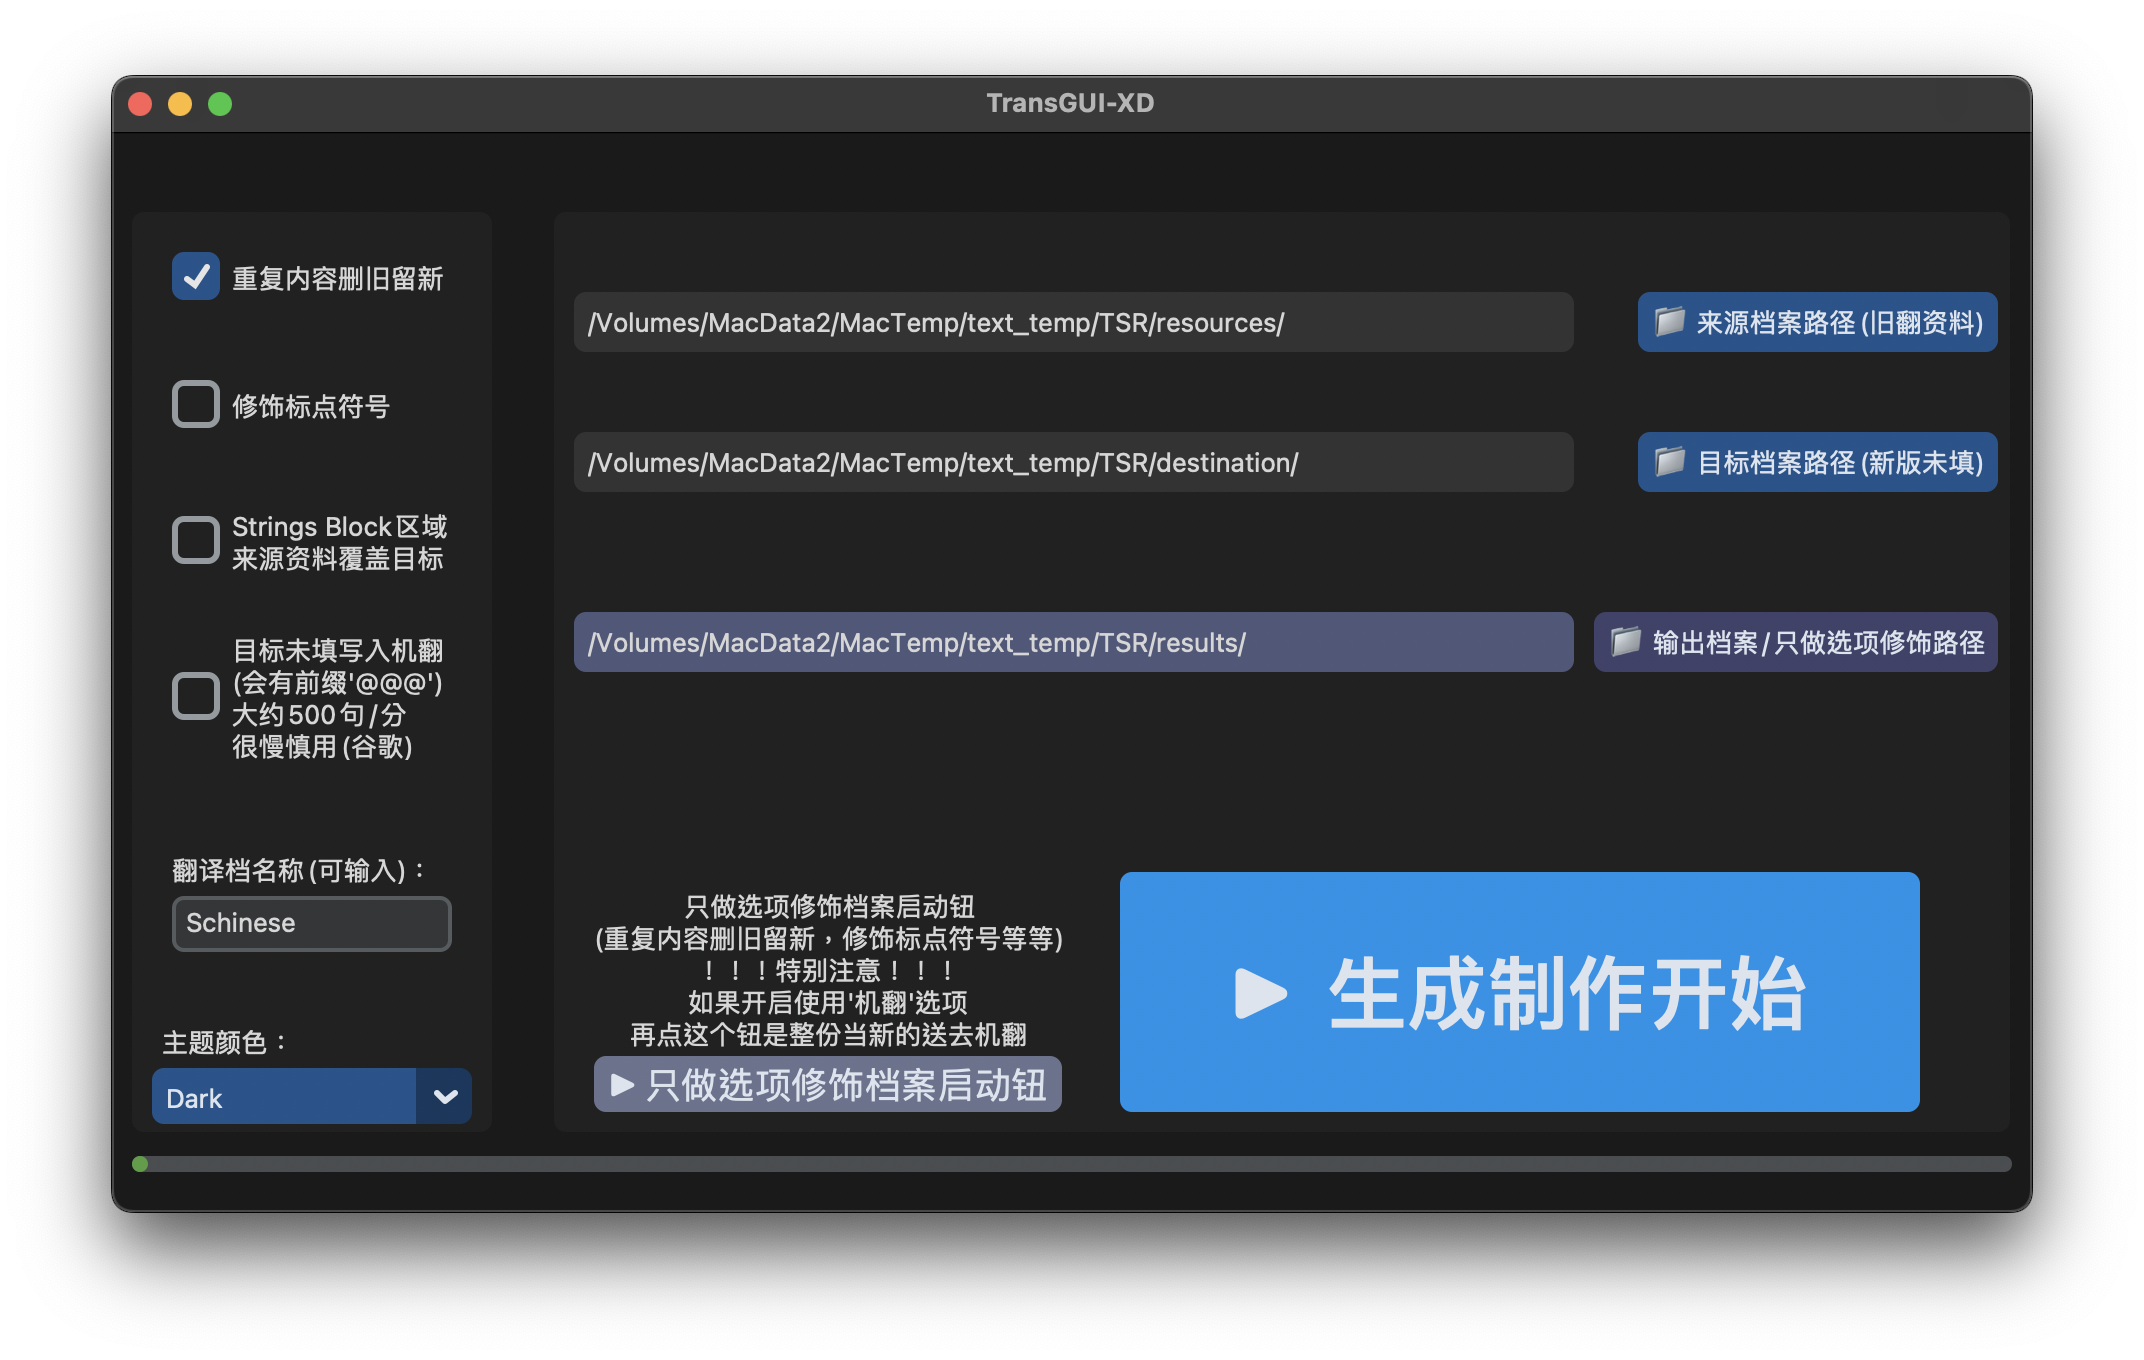 TransGUI-XD
重复内容删旧留新
修饰标点符号
Strings Block区域
来源资料覆盖目标
目标未填写入机翻
(会有前缀'@@@')
大约500句/分
很慢慎用(谷歌)
翻译档名称(可输入)：
Schinese
主题颜色：
Dark
/Volumes/MacData2/MacTemp/text_temp/TSR/resources/
来源档案路径(旧翻资料)
/Volumes/MacData2/MacTemp/text_temp/TSR/destination/
目标档案路径(新版未填)
/Volumes/MacData2/MacTemp/text_temp/TSR/results/
输出档案/只做选项修饰路径
只做选项修饰档案启动钮
(重复内容删旧留新，修饰标点符号等等)
！！！特别注意！！！
如果开启使用'机翻'选项
再点这个钮是整份当新的送去机翻
▶ 只做选项修饰档案启动钮
▶ 生成制作开始